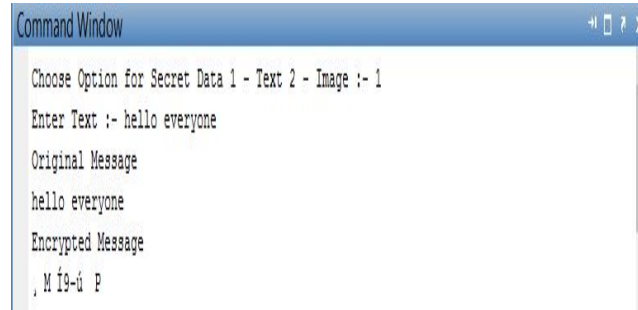 Command Window
Choose Option for Secret Data 1 - Text 2 - Image :- 1
Enter Text :- hello everyone
Original Message
hello everyone
Encrypted Message
¸ M Í9-ú P